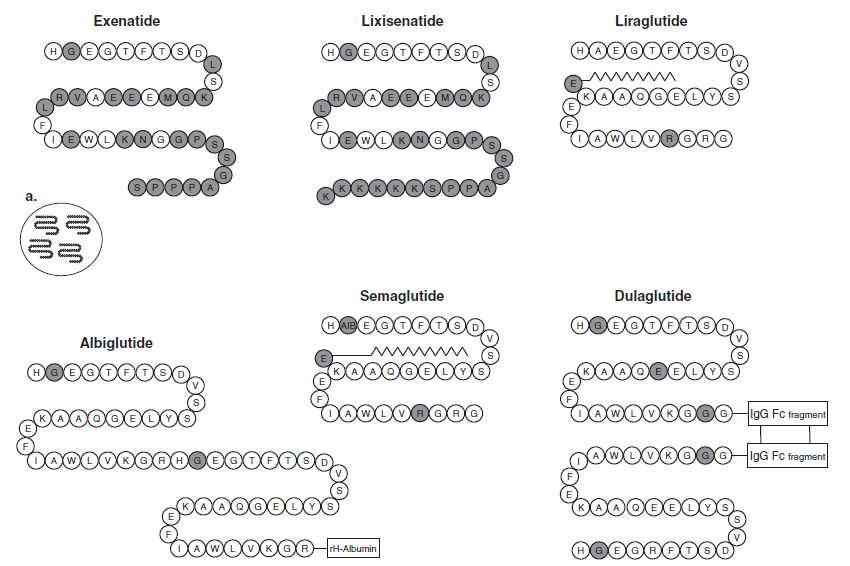 Exenatide
H G E G T F T S D
L
S
R V A E E E M Q K
L
F
I E W L K N G G P S
S
G
S P P P A
Lixisenatide
H G E G T F T S D
L
S
R V A E E E M Q K
L
F
I E W L K N G G P S
S
G
K K K K K K S P P A
Liraglutide
H A E G T F T S D
V
S
E
K A A Q G E L Y S
E
F
I A W L V R G R G
a.
Albiglutide
H G E G T F T S D
V
S
K A A Q G E L Y S
E
F
I A W L V K G R H G E G T F T S D
V
S
K A A Q G E L Y S
E
F
I A W L V K G R rH-Albumin
Semaglutide
H AIB E G T F T S D
V
S
E
K A A Q G E L Y S
E
F
I A W L V R G R G
Dulaglutide
H G E G T F T S D
V
S
K A A Q E E L Y S
E
F
I A W L V K G G G IgG Fc fragment
I A W L V K G G G IgG Fc fragment
F
E
K A A Q E E L Y S
S
V
H G E G R F T S D